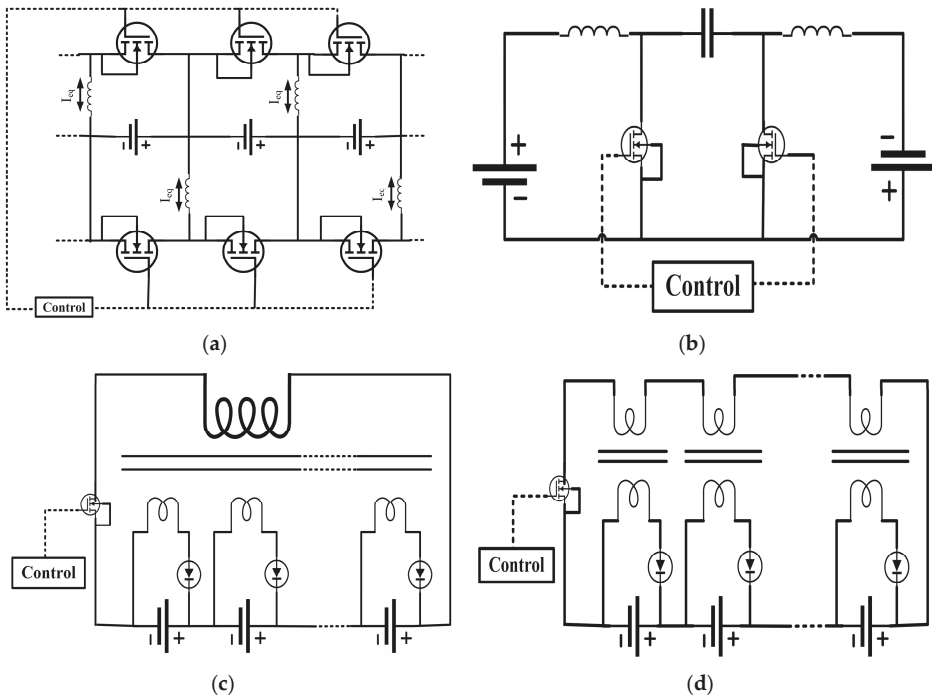 I_eq
I_eq
− + − + − +
I_eq
I_ec
Control
(a)
+
−
−
+
Control
(b)
Control
− + − + − +
(c)
Control
− + − + − +
(d)